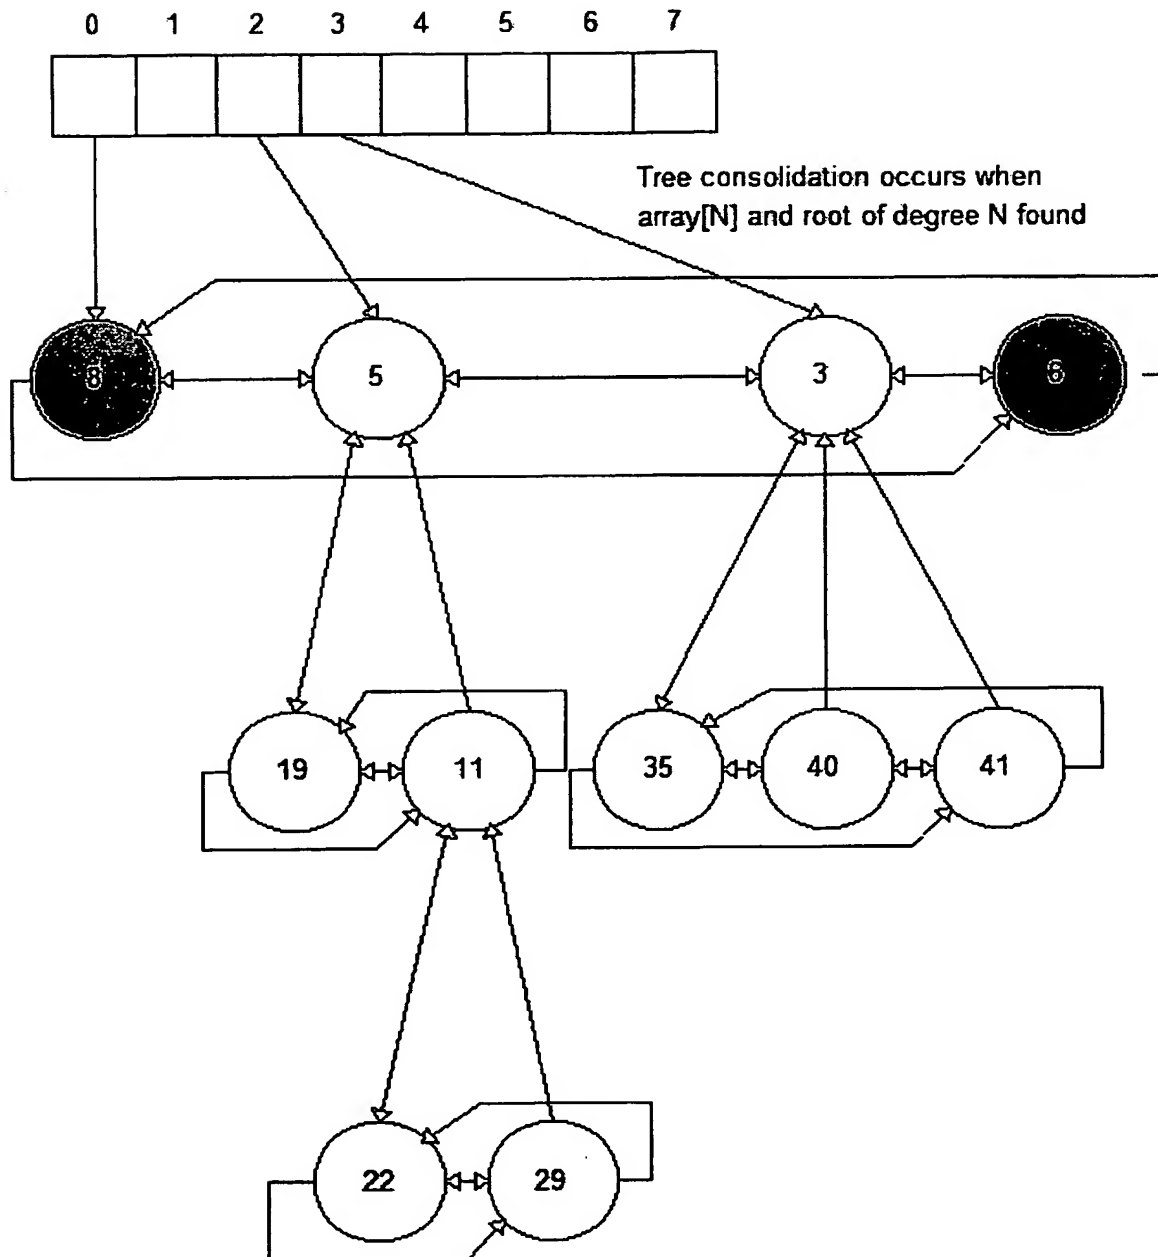 0 1 2 3 4 5 6 7
Tree consolidation occurs when
array[N] and root of degree N found
8 5 3 6
19 11 35 40 41
22 29